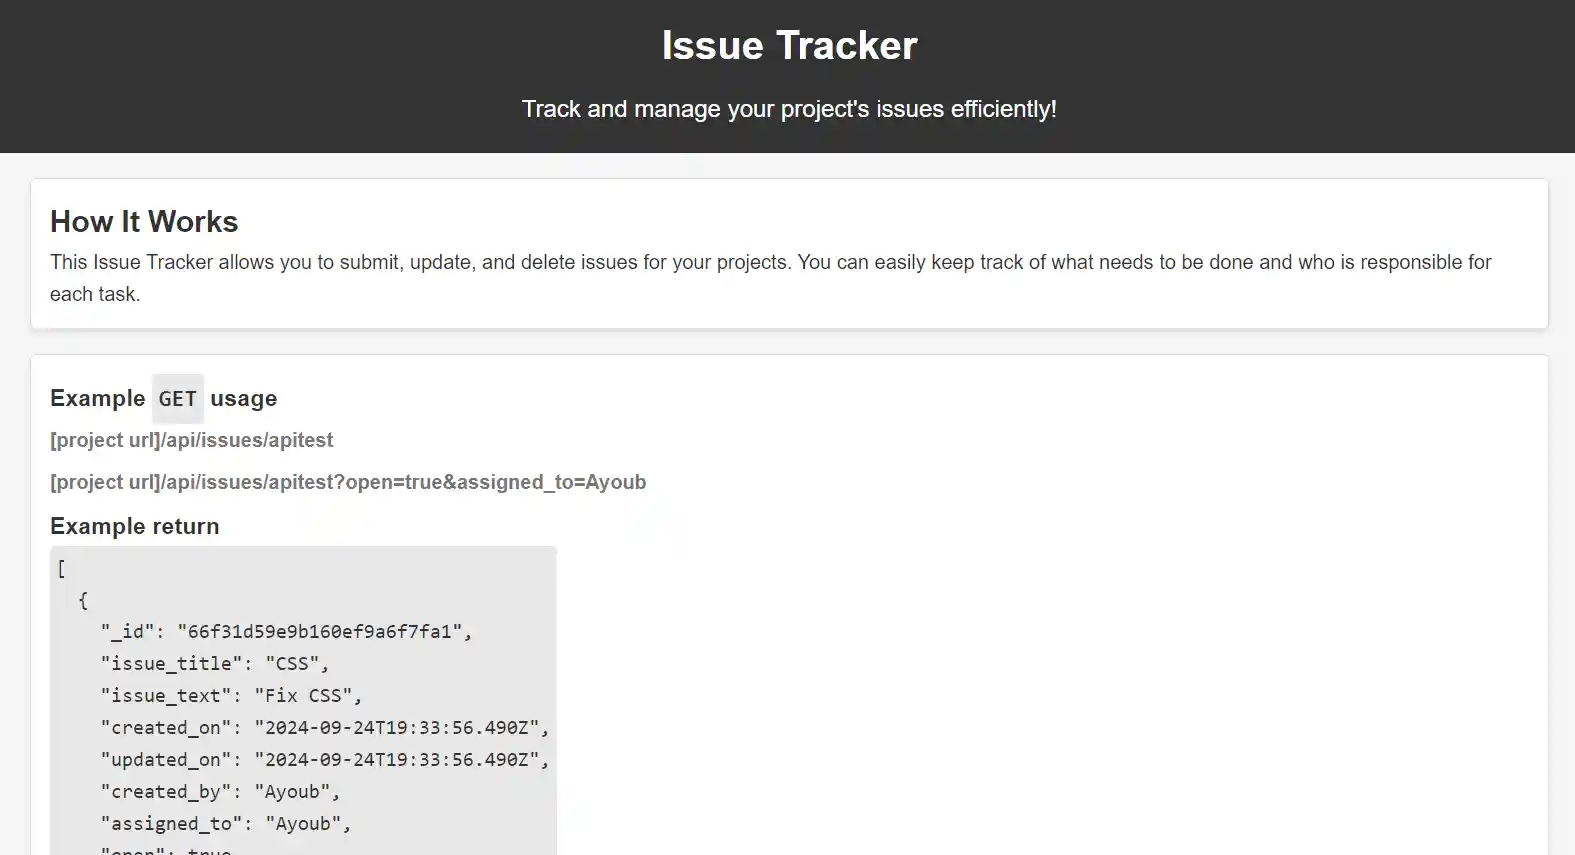 Issue Tracker
Track and manage your project's issues efficiently!
How It Works
This Issue Tracker allows you to submit, update, and delete issues for your projects. You can easily keep track of what needs to be done and who is responsible for
each task.
Example GET usage
[project url]/api/issues/apitest
[project url]/api/issues/apitest?open=true&assigned_to=Ayoub
Example return
[
{
"_id": "66f31d59e9b160ef9a6f7fa1",
"issue_title": "CSS",
"issue_text": "Fix CSS",
"created_on": "2024-09-24T19:33:56.490Z",
"updated_on": "2024-09-24T19:33:56.490Z",
"created_by": "Ayoub",
"assigned_to": "Ayoub",
"open": true